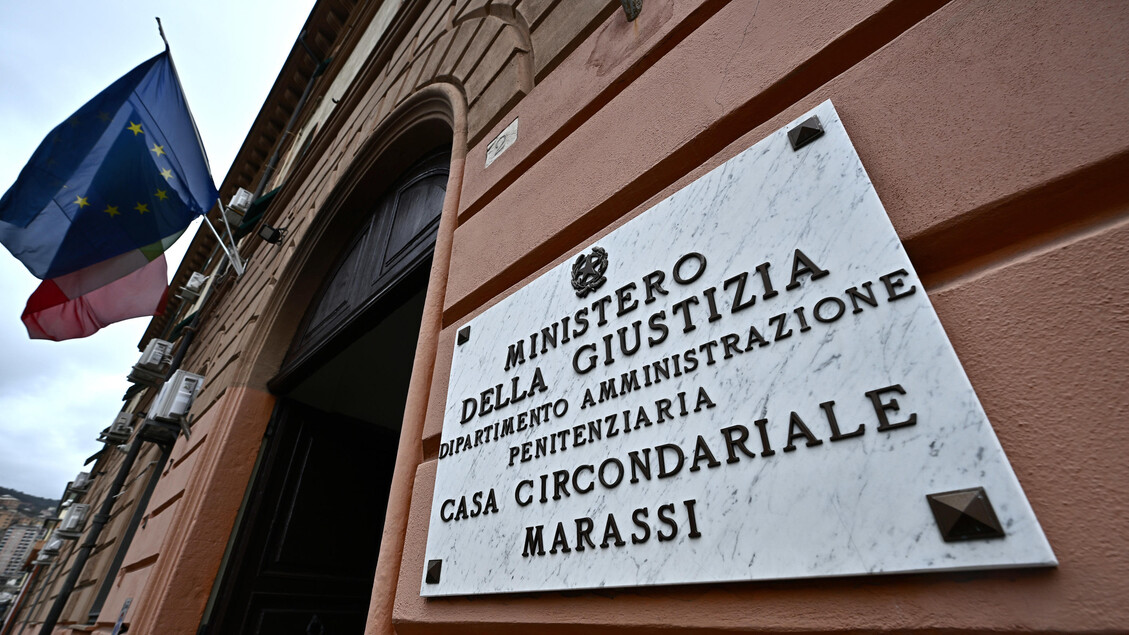 MINISTERO
DELLA GIUSTIZIA
DIPARTIMENTO AMMINISTRAZIONE
PENITENZIARIA
CASA CIRCONDARIALE
MARASSI